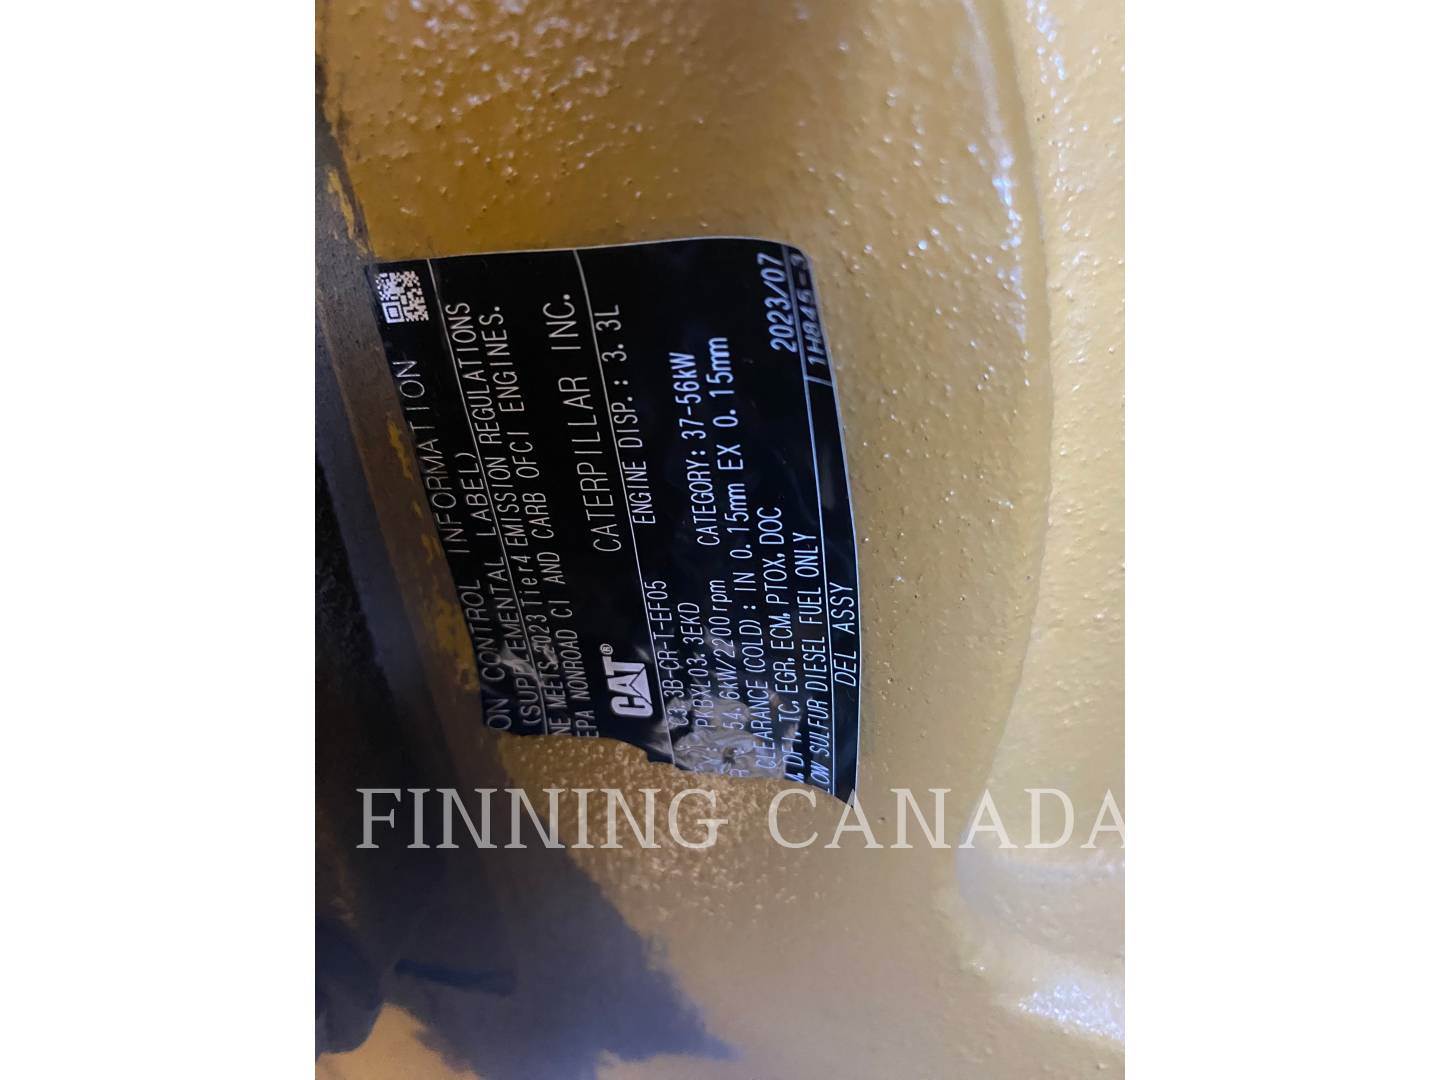 ON CONTROL INFORMATION
(SUPPLEMENTAL LABEL)
NE MEETS 2023 Tier4 EMISSION REGULATIONS
EPA NONROAD CI AND CARB OFCI ENGINES.
CAT® CATERPILLAR INC.
C3.3B-CR-T-EF05 ENGINE DISP.: 3.3L
PKBXL03.3EKD
54.6kW/2200rpm CATEGORY: 37-56kW
CLEARANCE (COLD): IN 0.15mm EX 0.15mm
DFI, TC, EGR, ECM, PTOX, DOC
OW SULFUR DIESEL FUEL ONLY 2023/07
DEL ASSY
FINNING CANADA